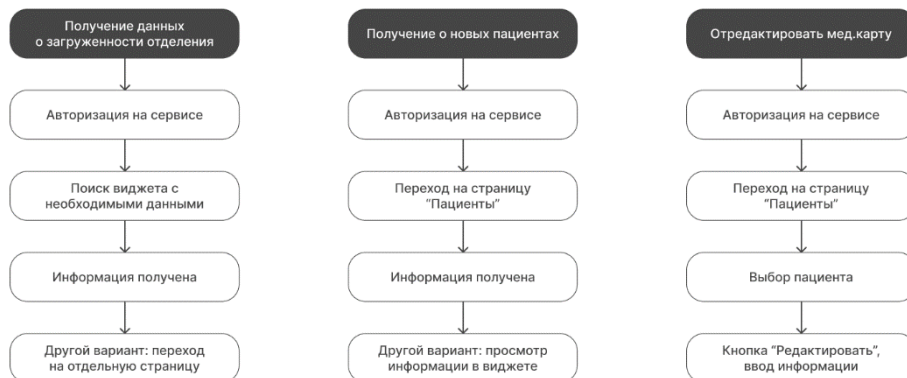 Получение данных
о загруженности отделения
Авторизация на сервисе
Поиск виджета с
необходимыми данными
Информация получена
Другой вариант: переход
на отдельную страницу
Получение о новых пациентах
Авторизация на сервисе
Переход на страницу
“Пациенты”
Информация получена
Другой вариант: просмотр
информации в виджете
Отредактировать мед.карту
Авторизация на сервисе
Переход на страницу
“Пациенты”
Выбор пациента
Кнопка “Редактировать”,
ввод информации